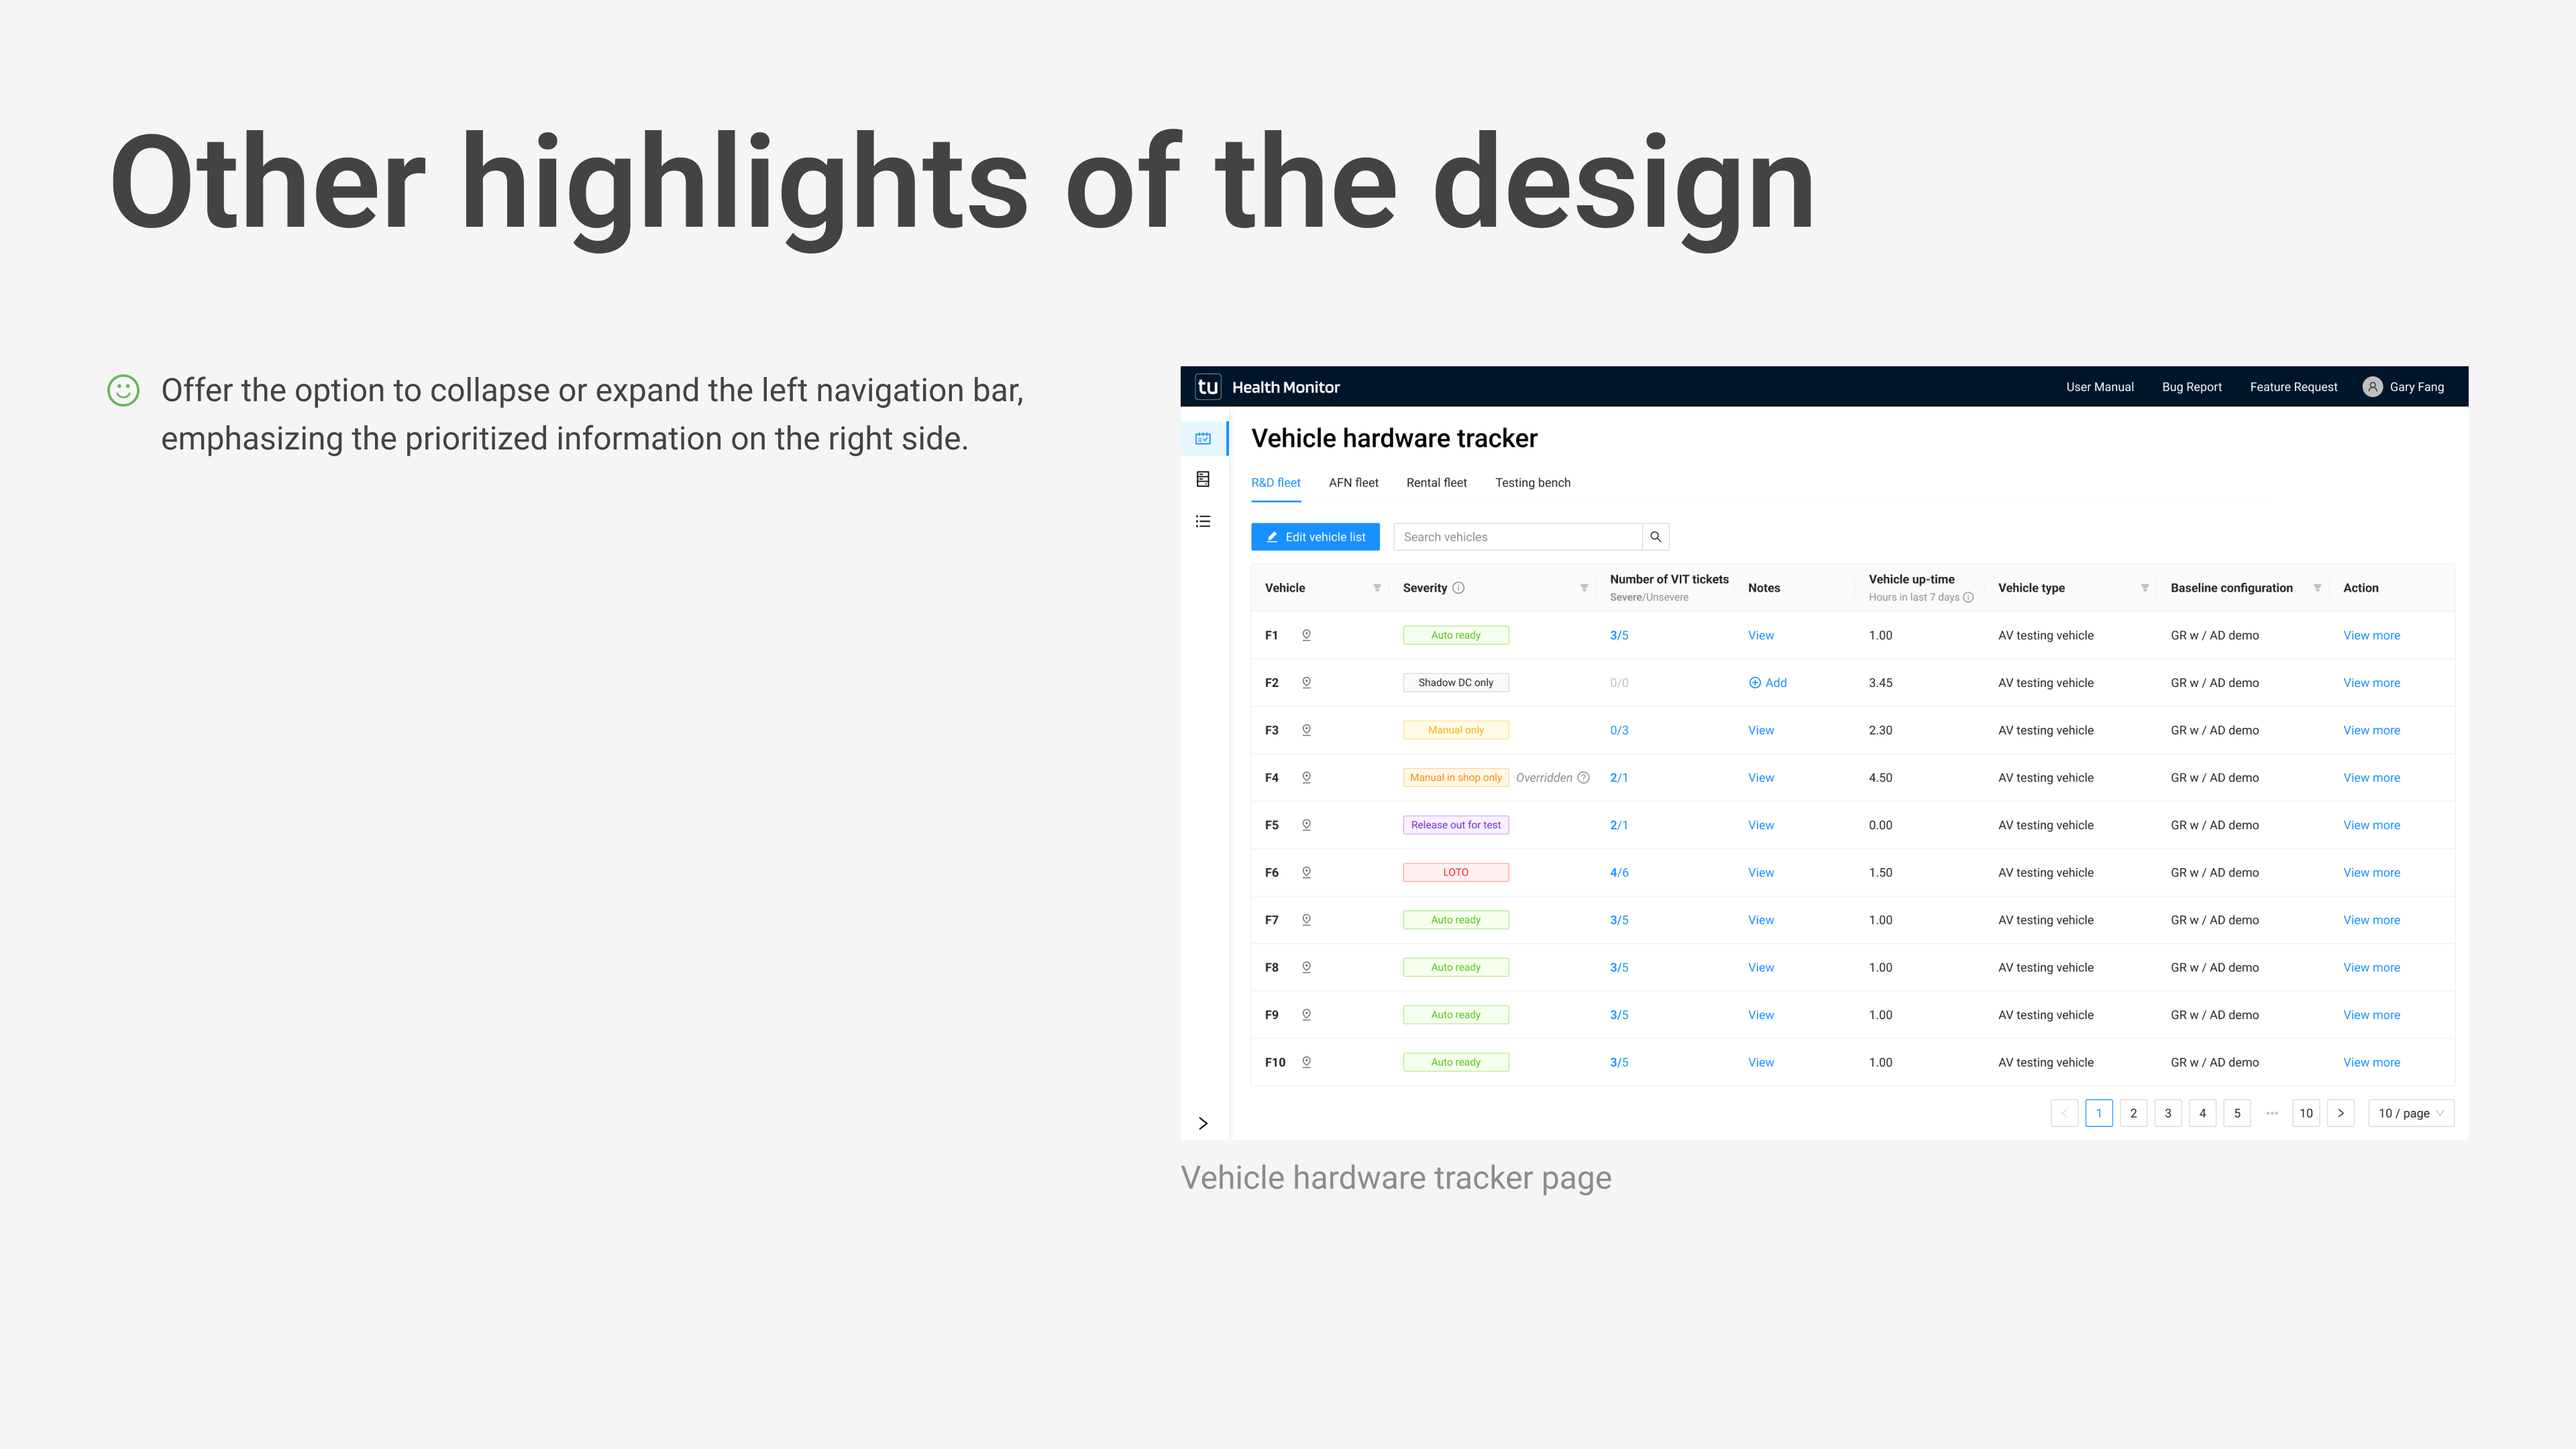 Other highlights of the design
Offer the option to collapse or expand the left navigation bar,
emphasizing the prioritized information on the right side.
tu Health Monitor User Manual Bug Report Feature Request Gary Fang
Vehicle hardware tracker
R&D fleet AFN fleet Rental fleet Testing bench
Edit vehicle list Search vehicles
Vehicle Severity Number of VIT tickets Severe/Unsevere Notes Vehicle up-time Hours in last 7 days Vehicle type Baseline configuration Action
F1 Auto ready 3/5 View 1.00 AV testing vehicle GR w / AD demo View more
F2 Shadow DC only 0/0 Add 3.45 AV testing vehicle GR w / AD demo View more
F3 Manual only 0/3 View 2.30 AV testing vehicle GR w / AD demo View more
F4 Manual in shop only Overridden 2/1 View 4.50 AV testing vehicle GR w / AD demo View more
F5 Release out for test 2/1 View 0.00 AV testing vehicle GR w / AD demo View more
F6 LOTO 4/6 View 1.50 AV testing vehicle GR w / AD demo View more
F7 Auto ready 3/5 View 1.00 AV testing vehicle GR w / AD demo View more
F8 Auto ready 3/5 View 1.00 AV testing vehicle GR w / AD demo View more
F9 Auto ready 3/5 View 1.00 AV testing vehicle GR w / AD demo View more
F10 Auto ready 3/5 View 1.00 AV testing vehicle GR w / AD demo View more
< 1 2 3 4 5 ••• 10 > 10 / page
Vehicle hardware tracker page